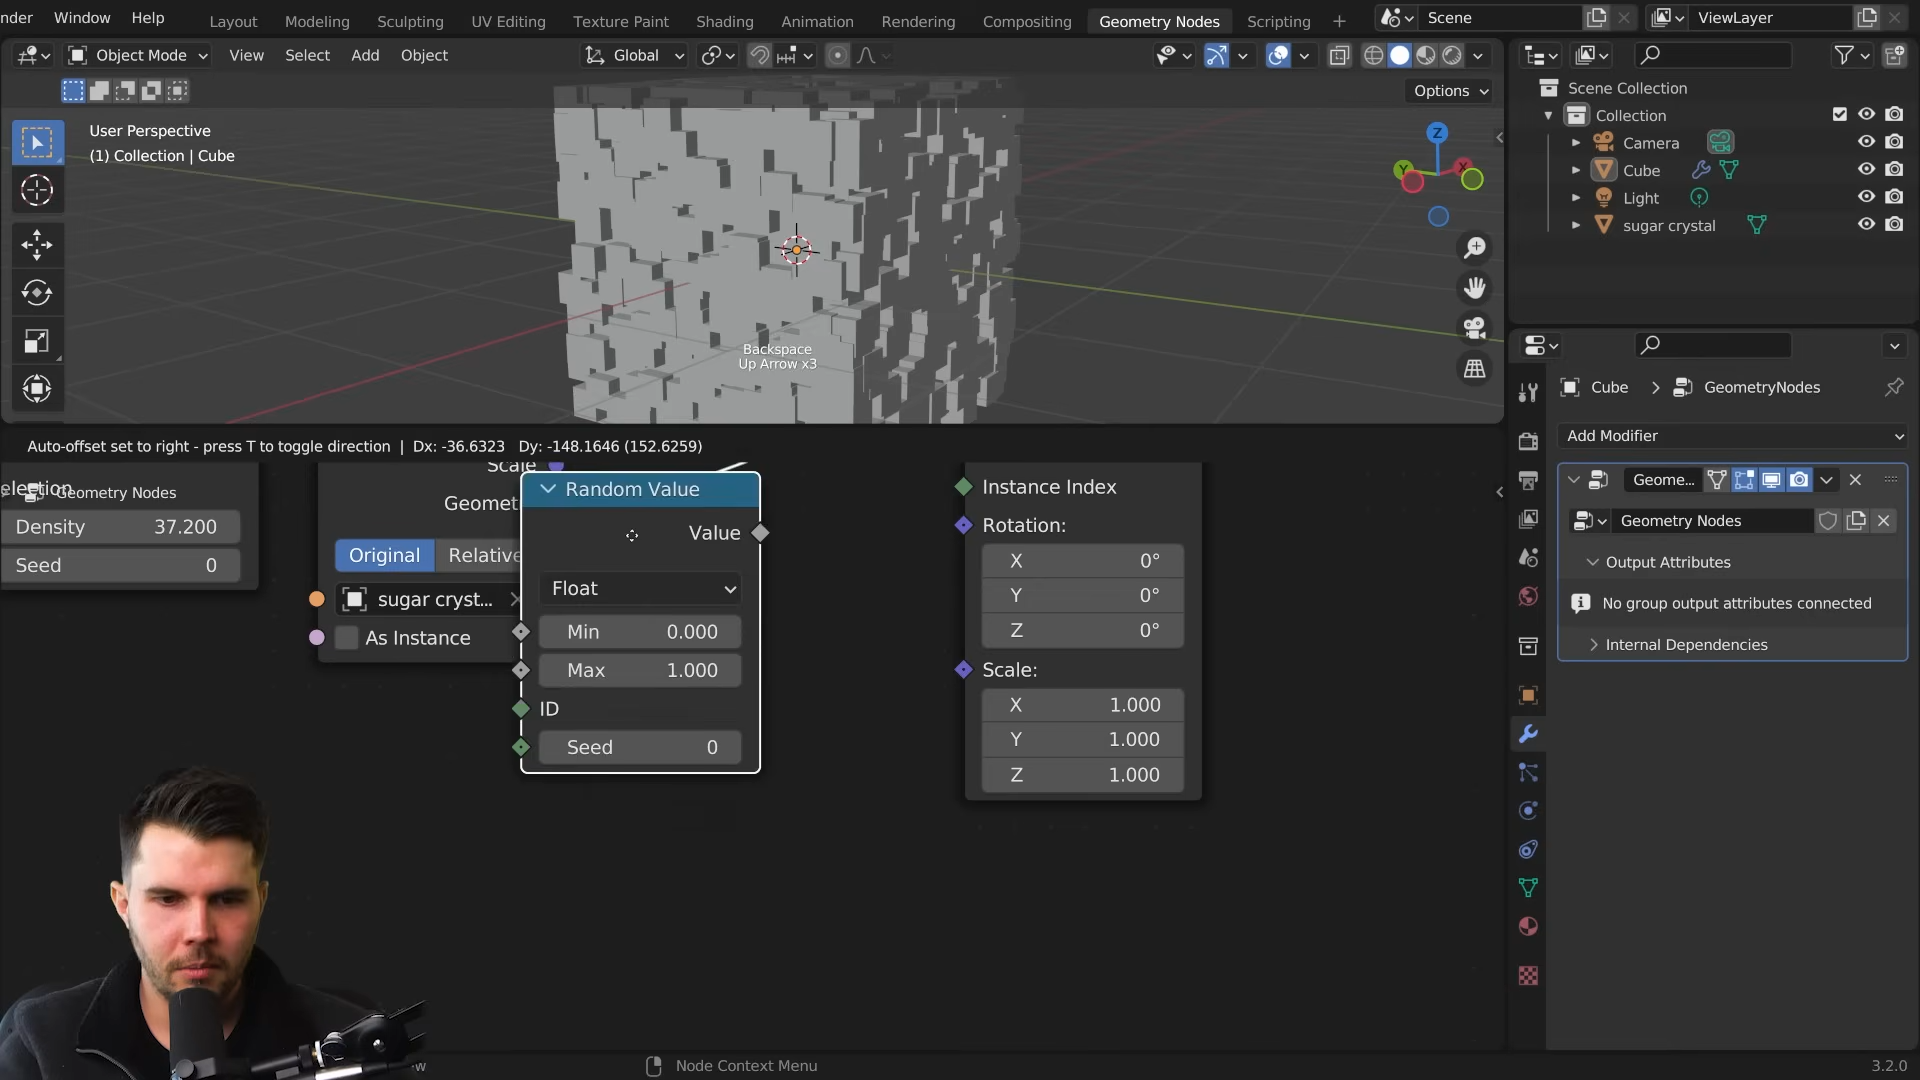 nder Window Help
Layout Modeling Sculpting UV Editing Texture Paint Shading Animation Rendering Compositing Geometry Nodes Scripting +
Scene
ViewLayer
Object Mode View Select Add Object
Global
Options
User Perspective
(1) Collection | Cube
Z
Y
X
Backspace
Up Arrow x3
Scene Collection
Collection
Camera
Cube
Light
sugar crystal
Cube > GeometryNodes
Add Modifier
Geome...
Geometry Nodes
Output Attributes
No group output attributes connected
Internal Dependencies
Auto-offset set to right - press T to toggle direction | Dx: -36.6323 Dy: -148.1646 (152.6259)
election
Geometry Nodes
Density 37.200
Seed 0
Scale
Geomet
Original Relative
sugar cryst...
As Instance
Random Value
Value
Float
Min 0.000
Max 1.000
ID
Seed 0
Instance Index
Rotation:
X 0°
Y 0°
Z 0°
Scale:
X 1.000
Y 1.000
Z 1.000
w
Node Context Menu
3.2.0